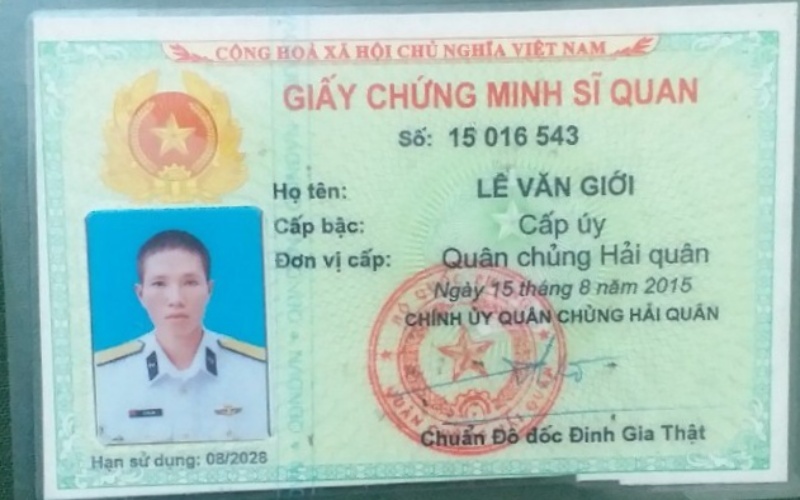 CỘNG HOÀ XÃ HỘI CHỦ NGHĨA VIỆT NAM
GIẤY CHỨNG MINH SĨ QUAN
Số: 15 016 543
Họ tên: LÊ VĂN GIỚI
Cấp bậc: Cấp úy
Đơn vị cấp: Quân chủng Hải quân
Ngày 15 tháng 8 năm 2015
CHÍNH ỦY QUÂN CHỦNG HẢI QUÂN
Chuẩn Đô đốc Đinh Gia Thật
Hạn sử dụng: 08/2028